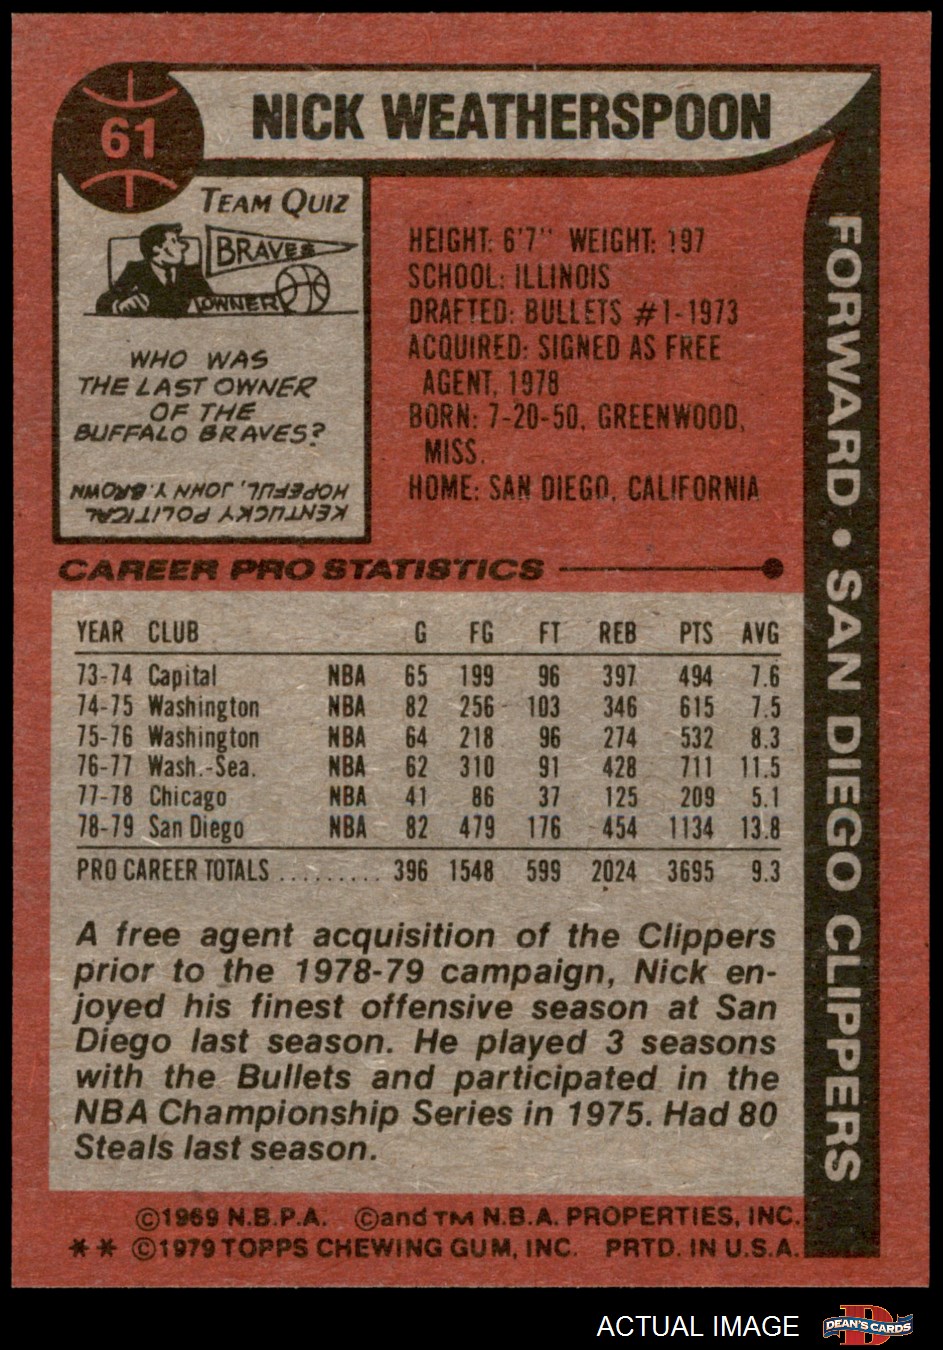 61
NICK WEATHERSPOON
TEAM QUIZ
BRAVES
OWNER
WHO WAS
THE LAST OWNER
OF THE
BUFFALO BRAVES?
KENTUCKY POLITICAL
HOPEFUL, JOHN Y. BROWN
HEIGHT: 6'7" WEIGHT: 197
SCHOOL: ILLINOIS
DRAFTED: BULLETS #1-1973
ACQUIRED: SIGNED AS FREE
AGENT, 1978
BORN: 7-20-50, GREENWOOD,
MISS.
HOME: SAN DIEGO, CALIFORNIA
FORWARD • SAN DIEGO CLIPPERS
CAREER PRO STATISTICS
YEAR CLUB G FG FT REB PTS AVG
73-74 Capital NBA 65 199 96 397 494 7.6
74-75 Washington NBA 82 256 103 346 615 7.5
75-76 Washington NBA 64 218 96 274 532 8.3
76-77 Wash.-Sea. NBA 62 310 91 428 711 11.5
77-78 Chicago NBA 41 86 37 125 209 5.1
78-79 San Diego NBA 82 479 176 454 1134 13.8
PRO CAREER TOTALS ......... 396 1548 599 2024 3695 9.3
A free agent acquisition of the Clippers
prior to the 1978-79 campaign, Nick en-
joyed his finest offensive season at San
Diego last season. He played 3 seasons
with the Bullets and participated in the
NBA Championship Series in 1975. Had 80
Steals last season.
©1969 N.B.P.A. ©and TM N.B.A. PROPERTIES, INC.
** ©1979 TOPPS CHEWING GUM, INC. PRTD. IN U.S.A.
ACTUAL IMAGE
DEAN'S CARDS